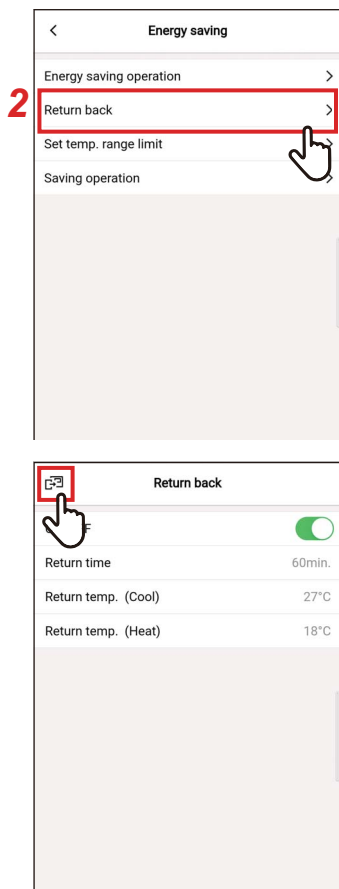 Energy saving
Energy saving operation
2
Return back
Set temp. range limit
Saving operation
Return back
Return time 60min.
Return temp. (Cool) 27°C
Return temp. (Heat) 18°C